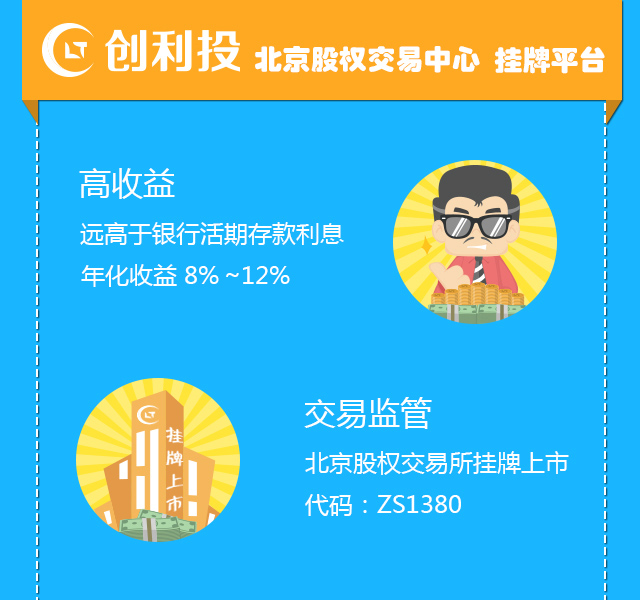 创利投 北京股权交易中心 挂牌平台
高收益
远高于银行活期存款利息
年化收益 8% ~12%
挂牌上市
交易监管
北京股权交易所挂牌上市
代码：ZS1380